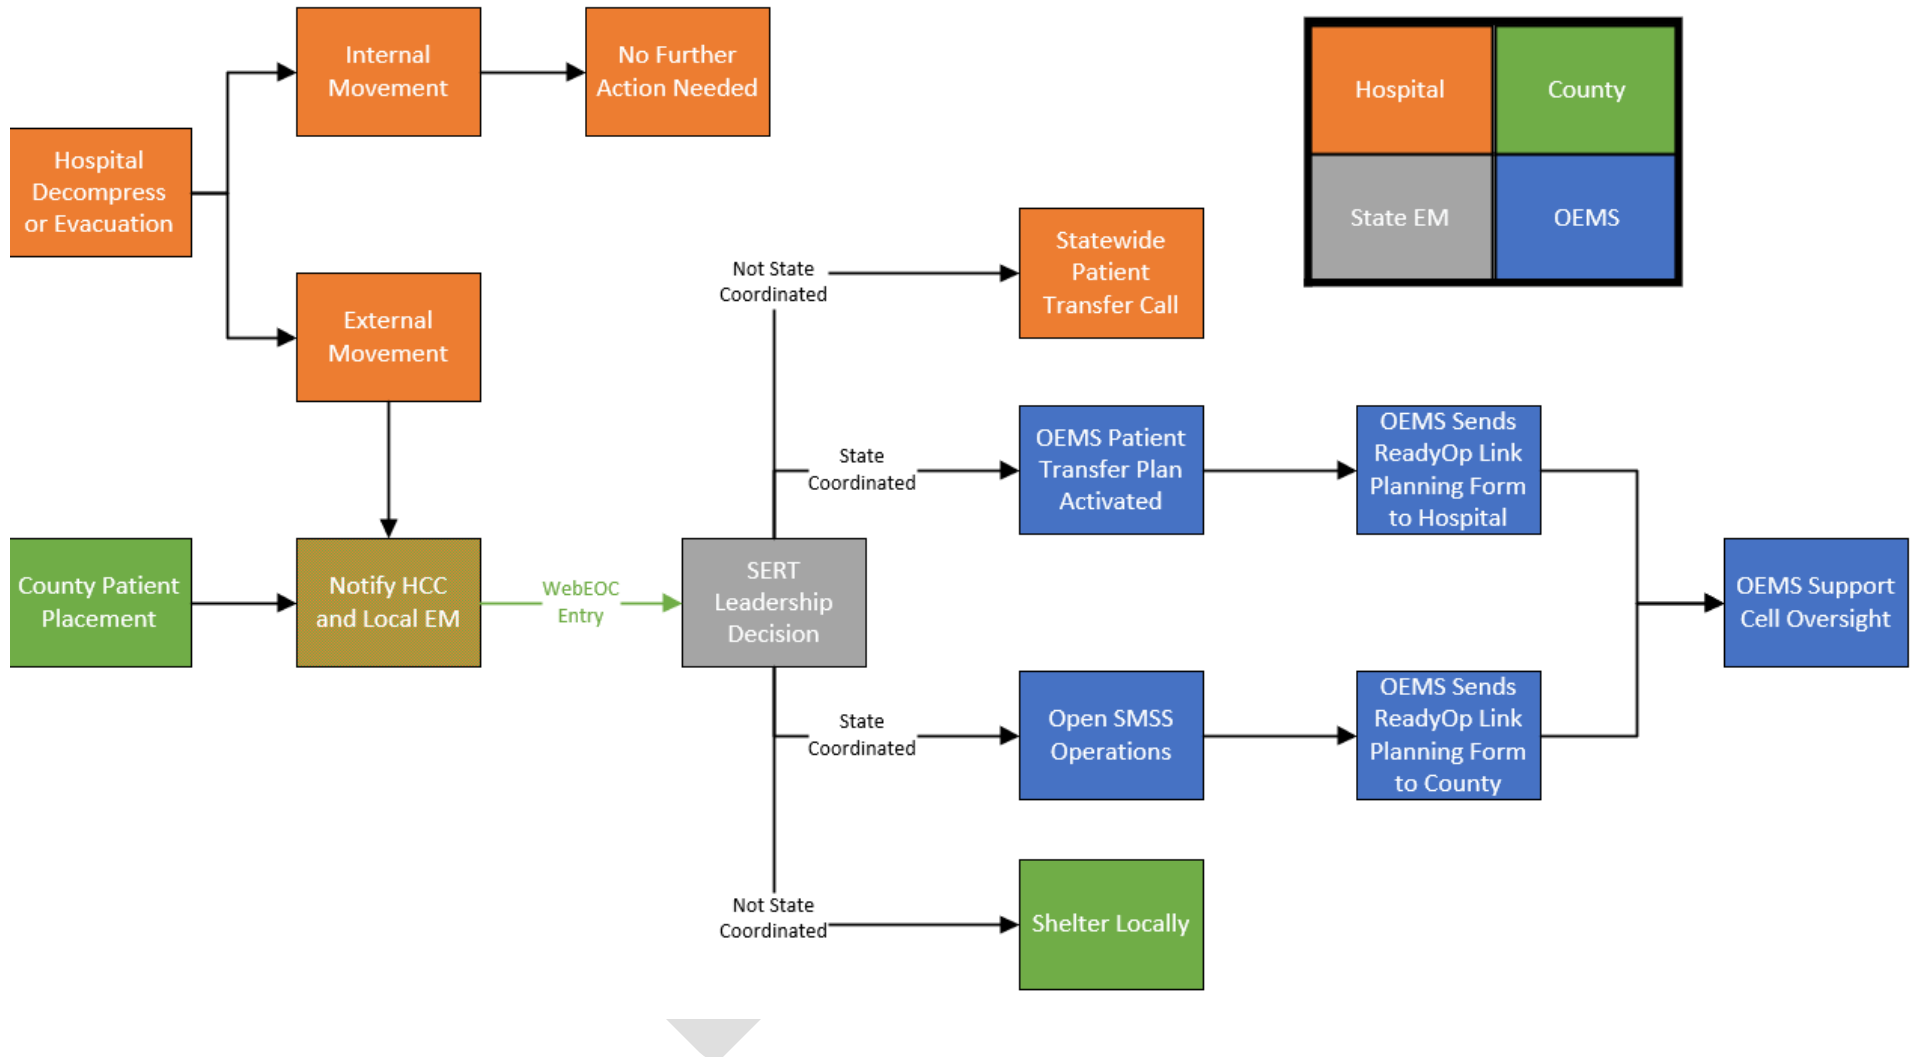 Internal
Movement
No Further
Action Needed
Hospital
County
State EM
OEMS
Hospital
Decompress
or Evacuation
External
Movement
Not State
Coordinated
Statewide
Patient
Transfer Call
State
Coordinated
OEMS Patient
Transfer Plan
Activated
OEMS Sends
ReadyOp Link
Planning Form
to Hospital
County Patient
Placement
Notify HCC
and Local EM
WebEOC
Entry
SERT
Leadership
Decision
OEMS Support
Cell Oversight
State
Coordinated
Open SMSS
Operations
OEMS Sends
ReadyOp Link
Planning Form
to County
Not State
Coordinated
Shelter Locally